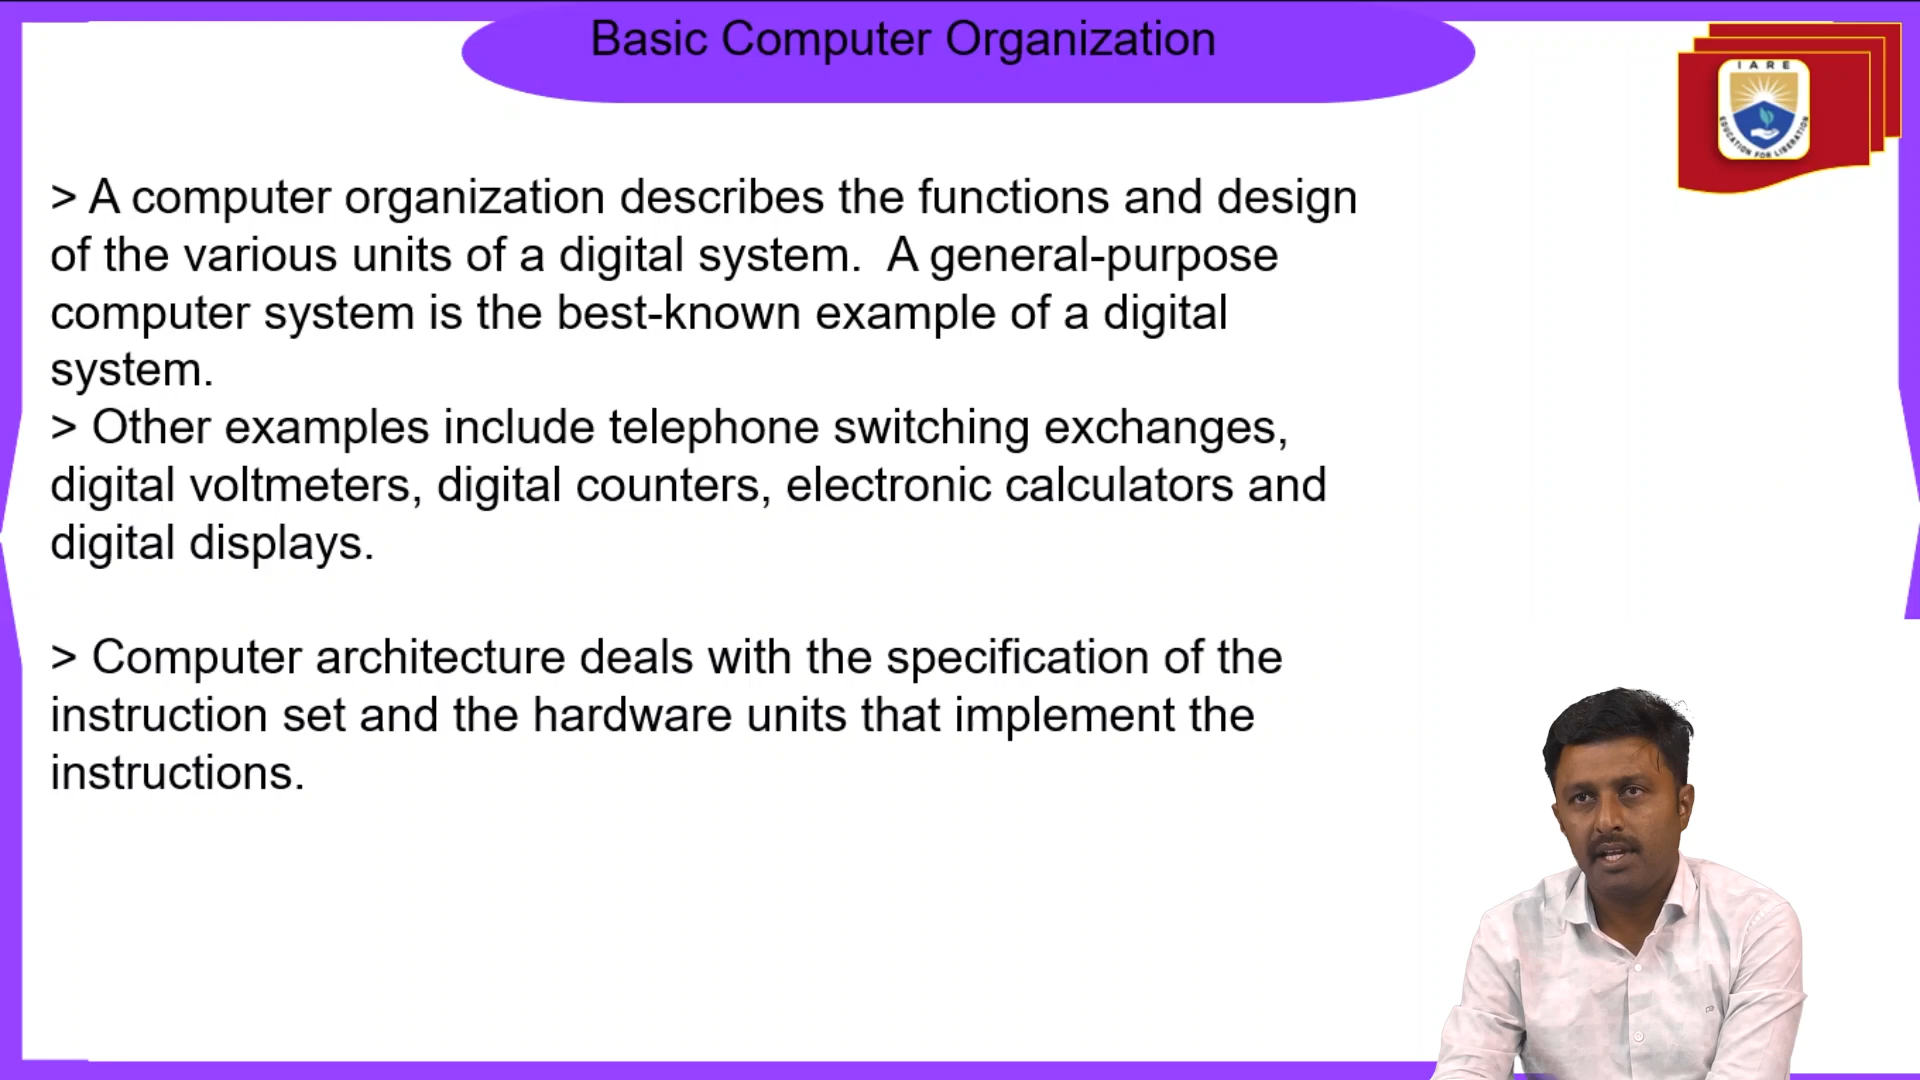 Basic Computer Organization
IARE
EDUCATION FOR LIBERATION
> A computer organization describes the functions and design
of the various units of a digital system.  A general-purpose
computer system is the best-known example of a digital
system.
> Other examples include telephone switching exchanges,
digital voltmeters, digital counters, electronic calculators and
digital displays.
> Computer architecture deals with the specification of the
instruction set and the hardware units that implement the
instructions.